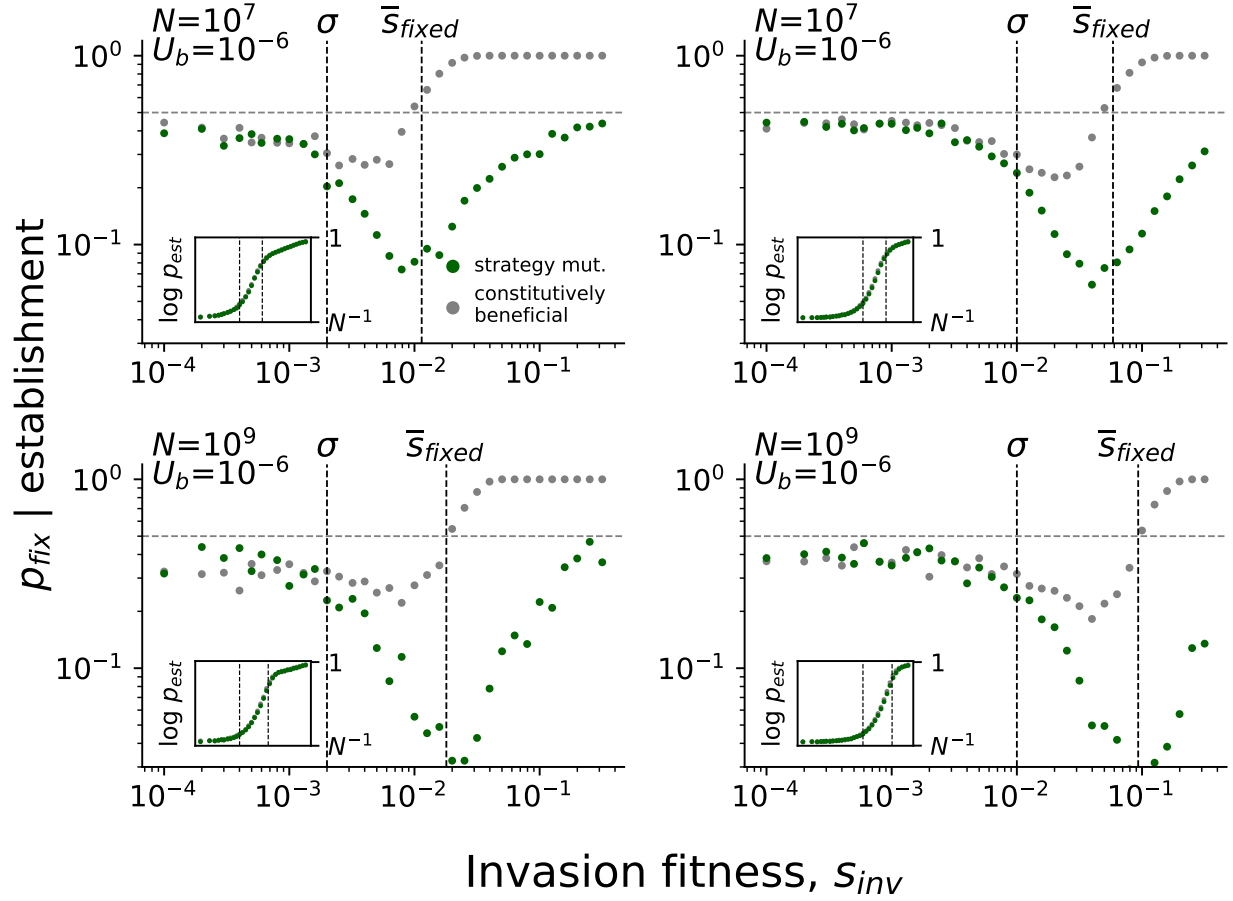 N=10^7 σ s̅_fixed
U_b=10^-6
10^0
10^-1
strategy mut.
constitutively
beneficial
log p_est
1
N^-1
10^-4 10^-3 10^-2 10^-1
N=10^7 σ s̅_fixed
U_b=10^-6
10^0
10^-1
log p_est
1
N^-1
10^-4 10^-3 10^-2 10^-1
p_fix | establishment
N=10^9 σ s̅_fixed
U_b=10^-6
10^0
10^-1
log p_est
1
N^-1
10^-4 10^-3 10^-2 10^-1
N=10^9 σ s̅_fixed
U_b=10^-6
10^0
10^-1
log p_est
1
N^-1
10^-4 10^-3 10^-2 10^-1
Invasion fitness, s_inv